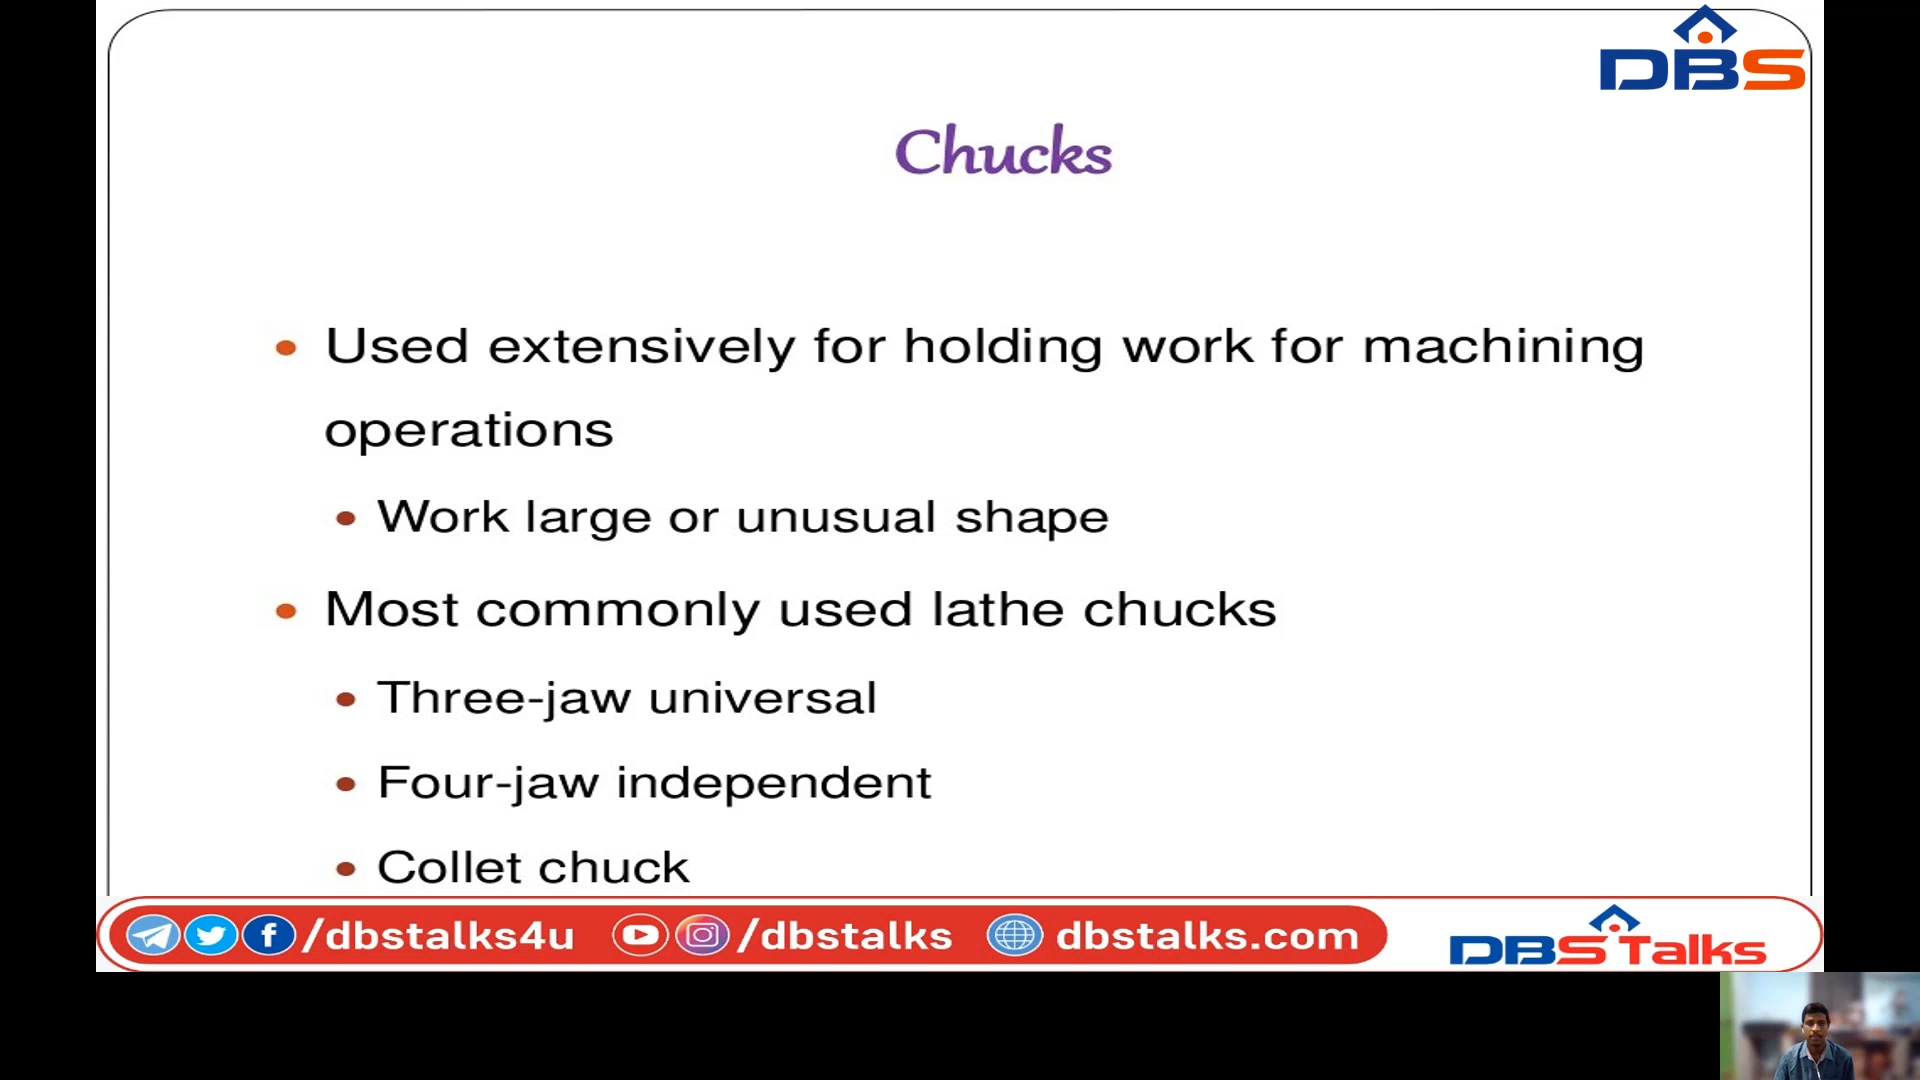 DBS
Chucks
• Used extensively for holding work for machining
operations
• Work large or unusual shape
• Most commonly used lathe chucks
• Three-jaw universal
• Four-jaw independent
• Collet chuck
/dbstalks4u /dbstalks dbstalks.com DBS Talks